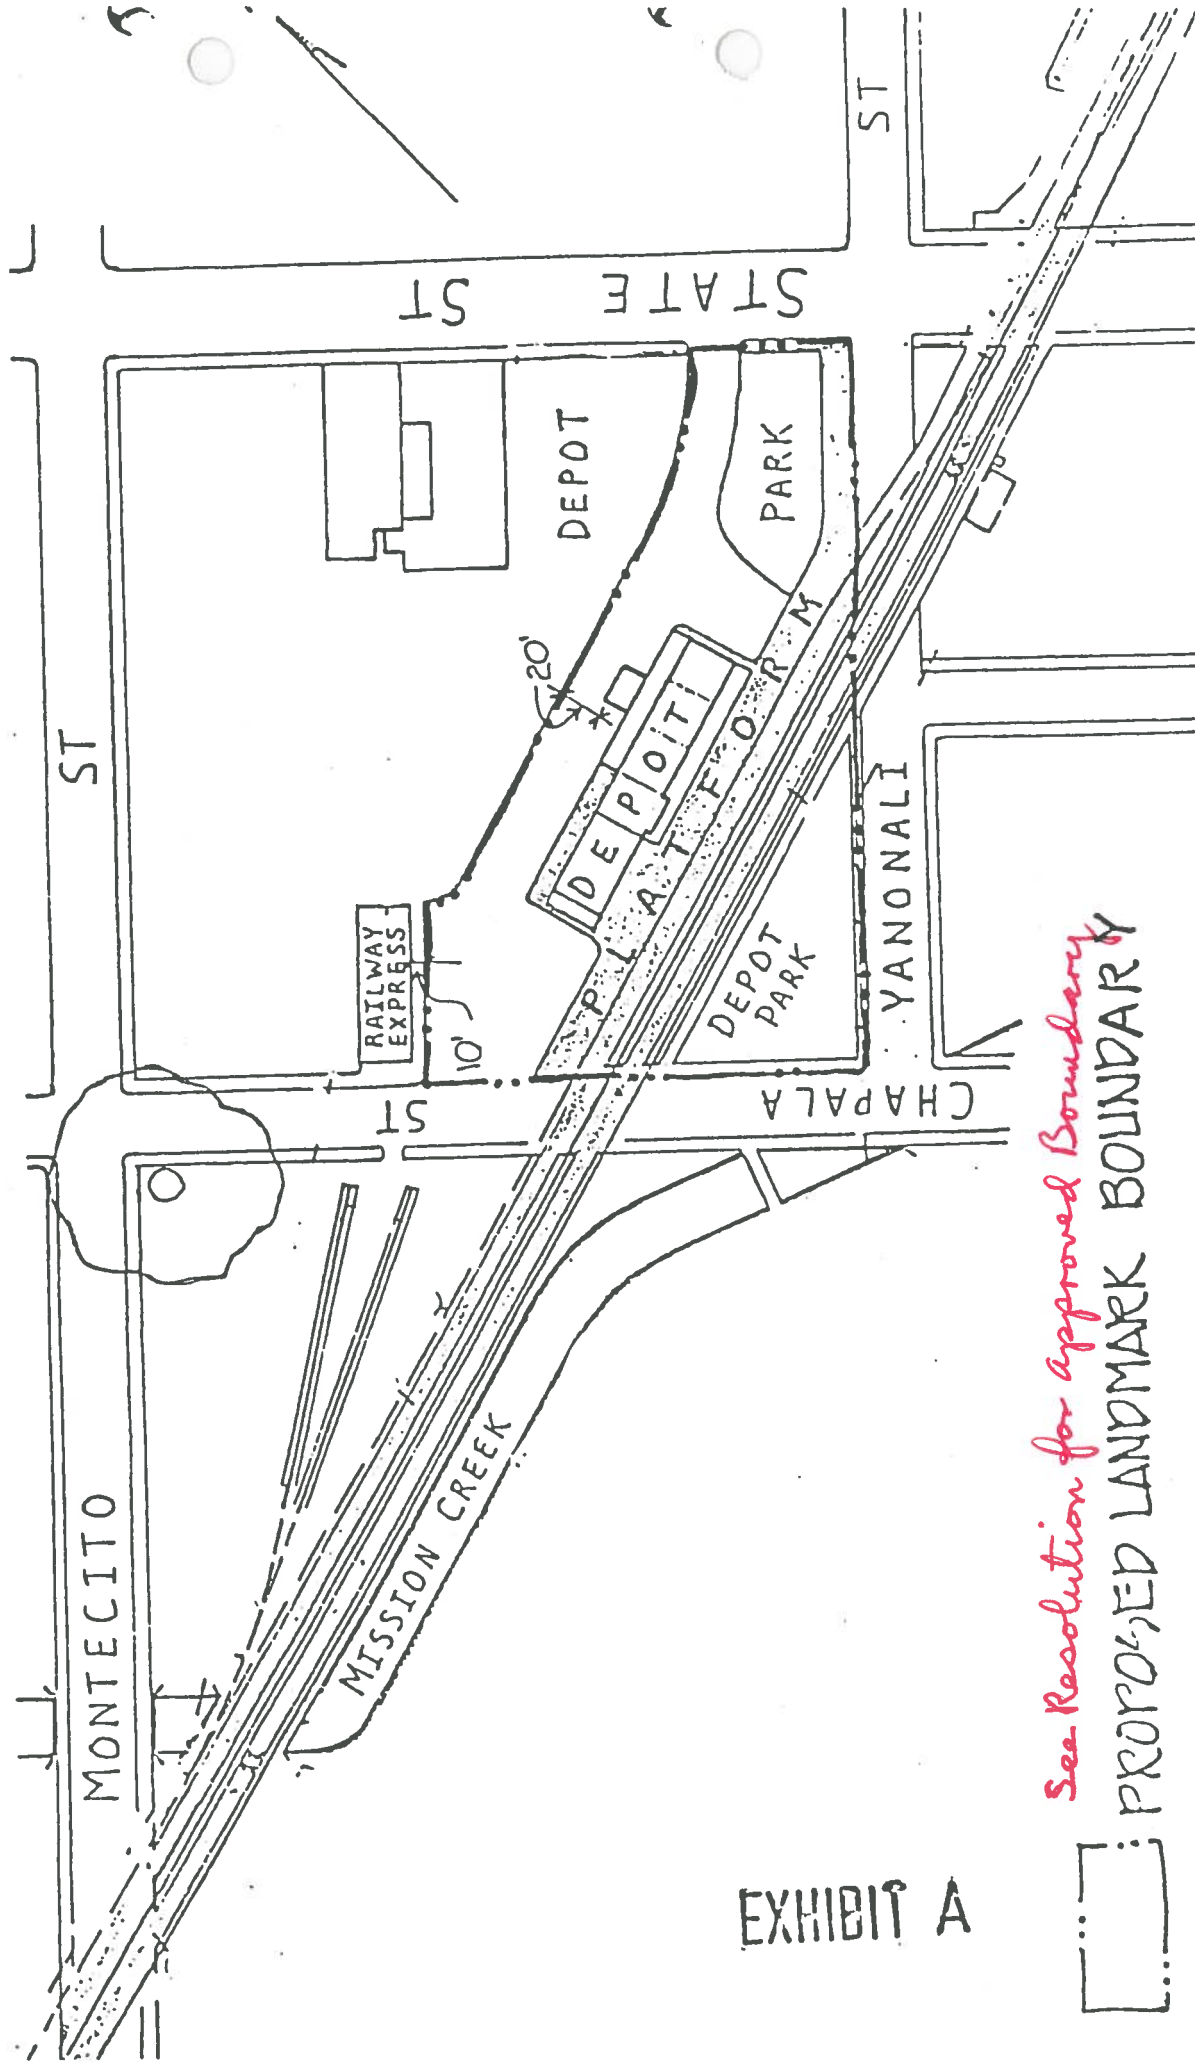 MONTECITO ST
STATE ST
ST
DEPOT
PARK
20'
DEPOT
PLATFORM
RAILWAY
EXPRESS
10'
DEPOT
PARK
YANONALI
CHAPALA ST
MISSION CREEK
EXHIBIT A
See Resolution for approved Boundary
PROPOSED LANDMARK BOUNDARY